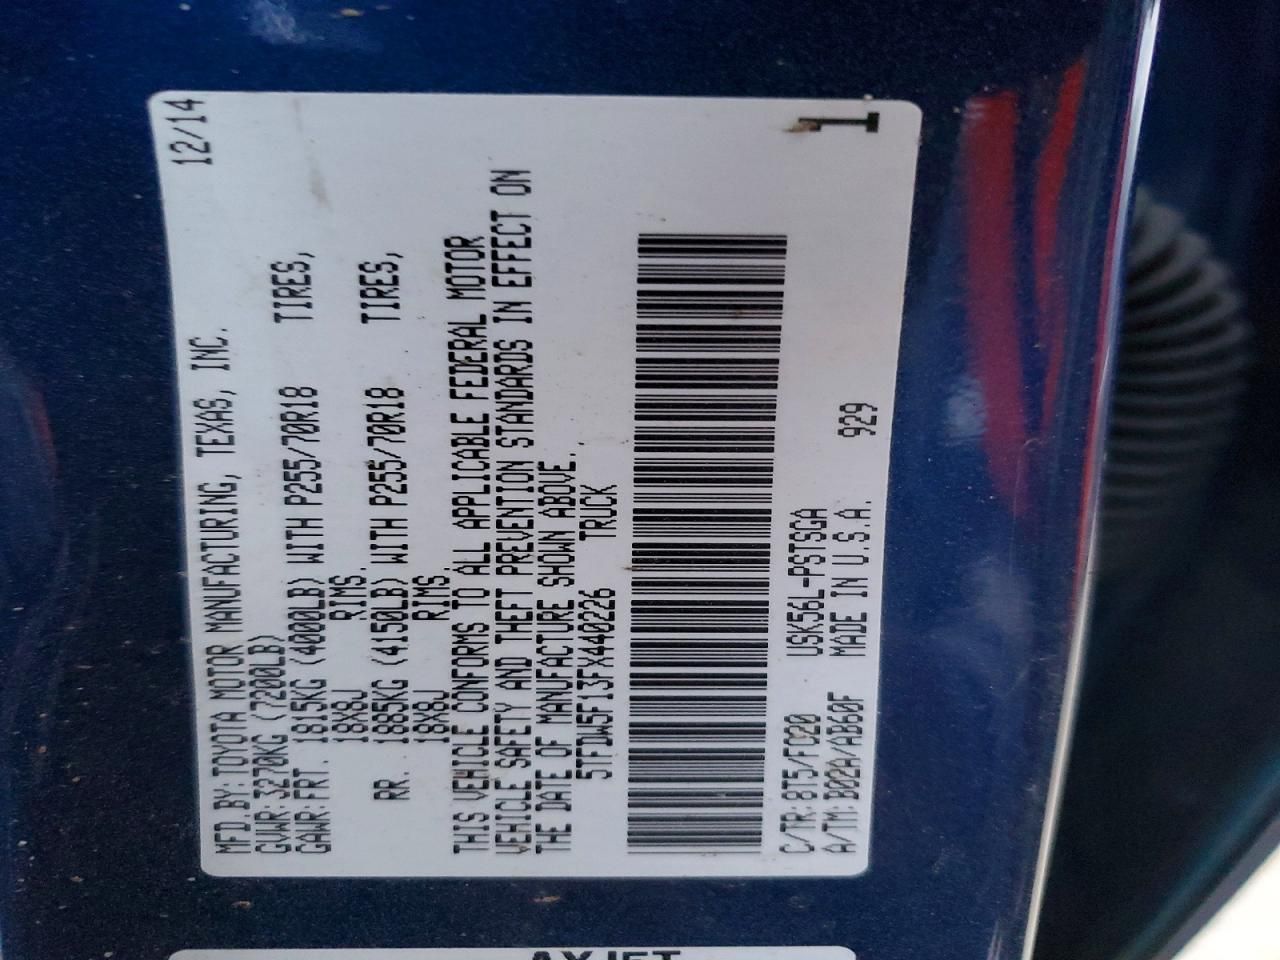 MFD.BY:TOYOTA MOTOR MANUFACTURING, TEXAS, INC. 12/14
GVWR:3270KG (7200LB)
GAWR:FRT. 1815KG (4000LB) WITH P255/70R18 TIRES,
18X8J RIMS.
RR. 1885KG (4150LB) WITH P255/70R18 TIRES,
18X8J RIMS.
THIS VEHICLE CONFORMS TO ALL APPLICABLE FEDERAL MOTOR
VEHICLE SAFETY AND THEFT PREVENTION STANDARDS IN EFFECT ON
THE DATE OF MANUFACTURE SHOWN ABOVE.
5TFDW5F13FX440226 TRUCK
C/TR:8T5/FQ20 USK56L-PSTSGA
A/TM:B02A/AB60F MADE IN U.S.A. 929 1